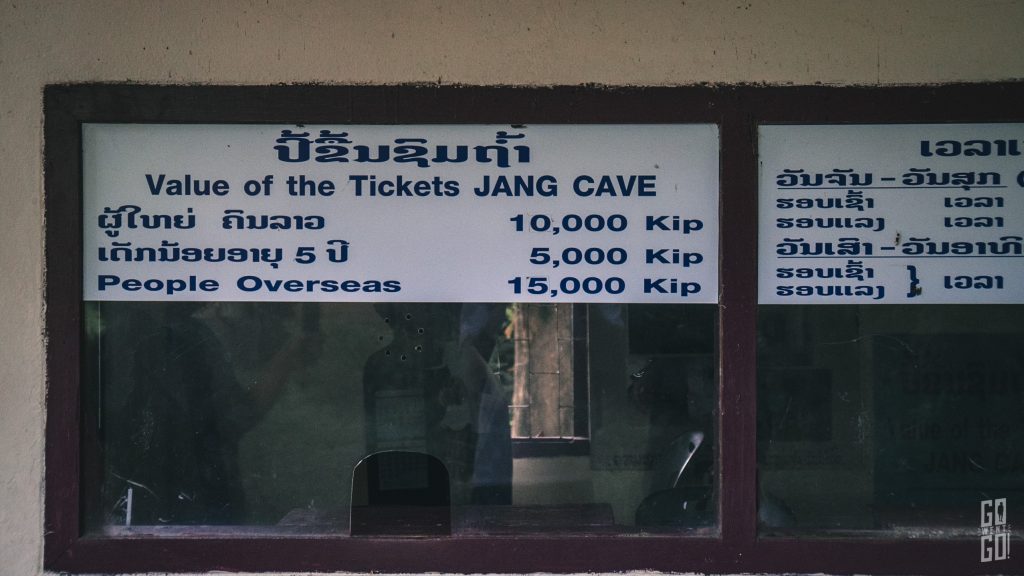 ປີ້ຂຶ້ນຊົມຖ້ຳ
Value of the Tickets JANG CAVE
ຜູ້ໃຫຍ່ ຄົນລາວ 10,000 Kip
ເດັກນ້ອຍອາຍຸ 5 ປີ 5,000 Kip
People Overseas 15,000 Kip
ວັນຈັນ - ວັນສຸກ
ຮອບເຊົ້າ ເວລາ
ຮອບແລງ ເວລາ
ວັນເສົາ - ວັນອາທິ
ຮອບເຊົ້າ
ຮອບແລງ } ເວລາ
GO
GO!